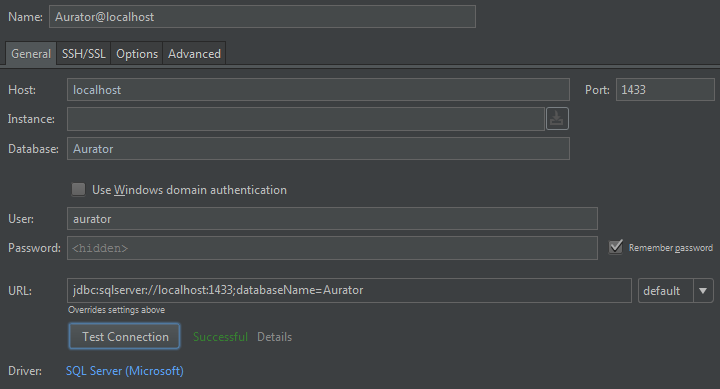 Name: Aurator@localhost
General SSH/SSL Options Advanced
Host: localhost Port: 1433
Instance:
Database: Aurator
Use Windows domain authentication
User: aurator
Password: <hidden> Remember password
URL: jdbc:sqlserver://localhost:1433;databaseName=Aurator default
Overrides settings above
Test Connection Successful Details
Driver: SQL Server (Microsoft)